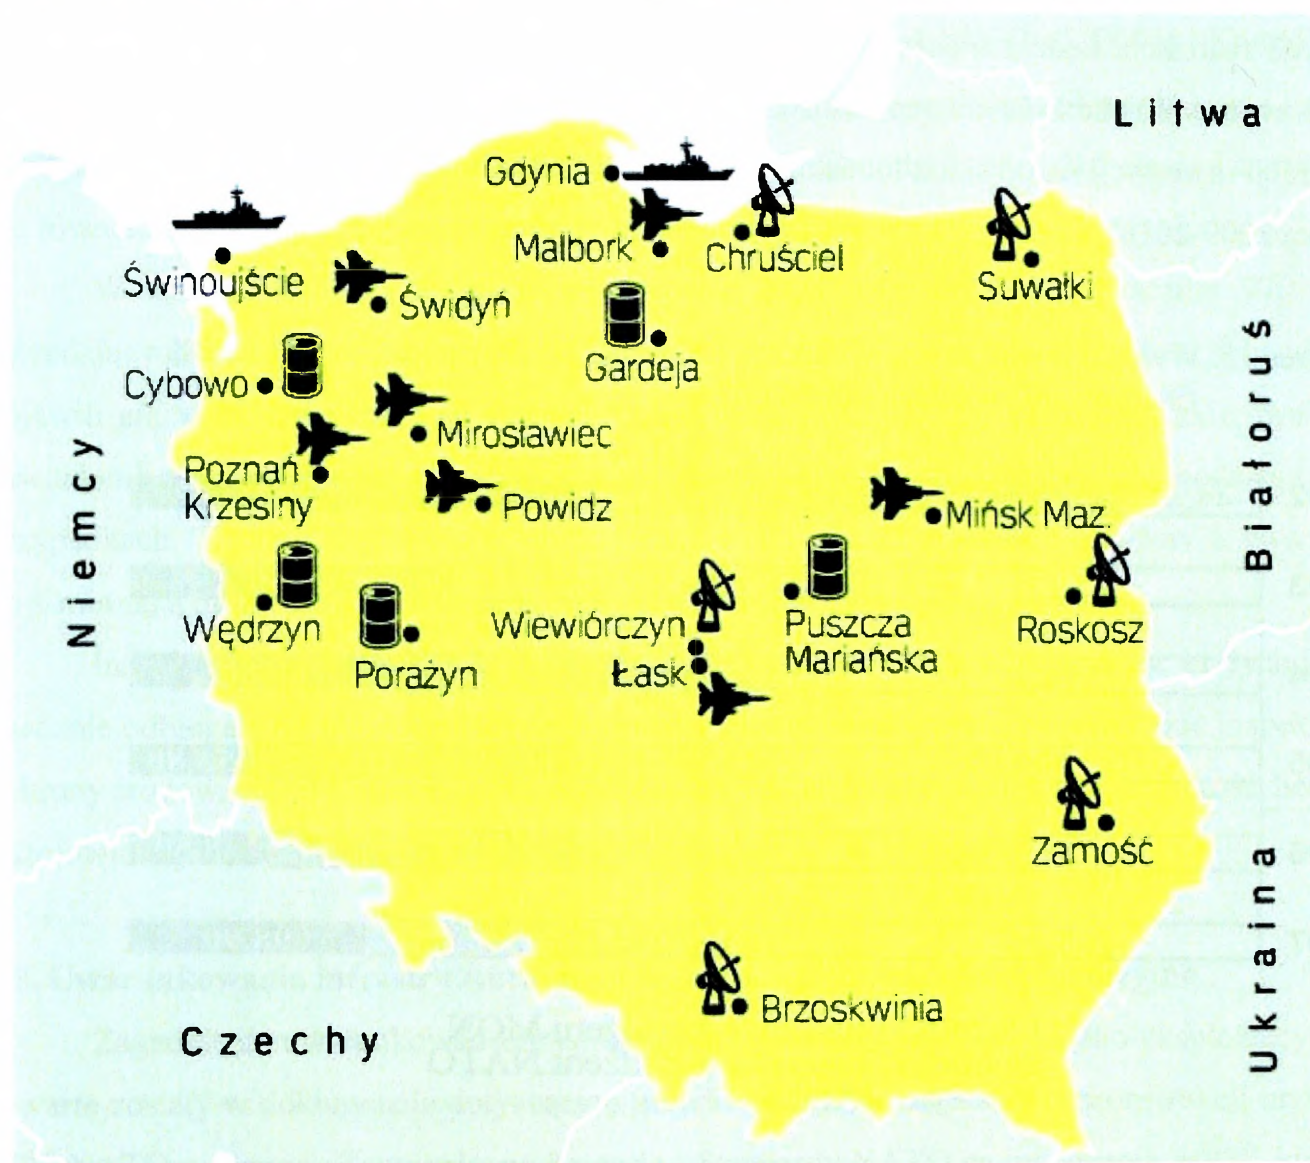 Litwa
Gdynia
Malbork
Chruściel
Suwałki
Świnoujście
Świdyń
Gardeja
Cybowo
Mirosławiec
Poznań
Krzesiny
Powidz
Mińsk Maz.
Niemcy
Białoruś
Wędrzyn
Porażyn
Wiewiórczyn
Łask
Puszcza
Mariańska
Roskosz
Zamość
Brzoskwinia
Czechy
Ukraina